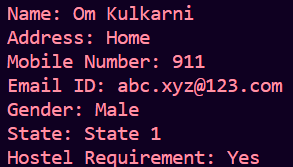 Name: Om Kulkarni
Address: Home
Mobile Number: 911
Email ID: abc.xyz@123.com
Gender: Male
State: State 1
Hostel Requirement: Yes